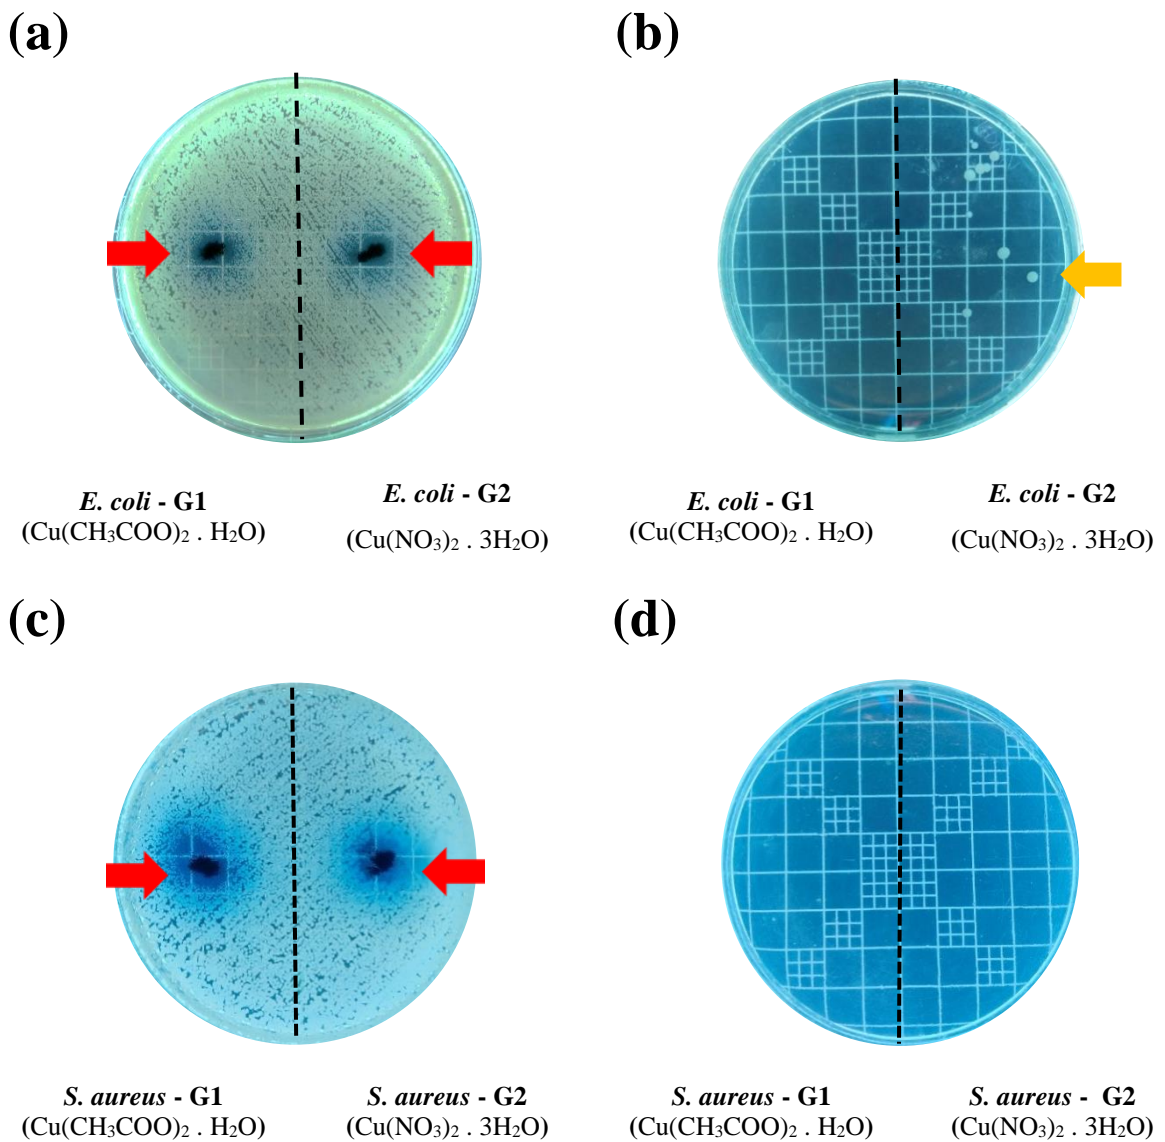 (a)
(b)
E. coli - G1
(Cu(CH₃COO)₂ . H₂O)
E. coli - G2
(Cu(NO₃)₂ . 3H₂O)
E. coli - G1
(Cu(CH₃COO)₂ . H₂O)
E. coli - G2
(Cu(NO₃)₂ . 3H₂O)
(c)
(d)
S. aureus - G1
(Cu(CH₃COO)₂ . H₂O)
S. aureus - G2
(Cu(NO₃)₂ . 3H₂O)
S. aureus - G1
(Cu(CH₃COO)₂ . H₂O)
S. aureus - G2
(Cu(NO₃)₂ . 3H₂O)